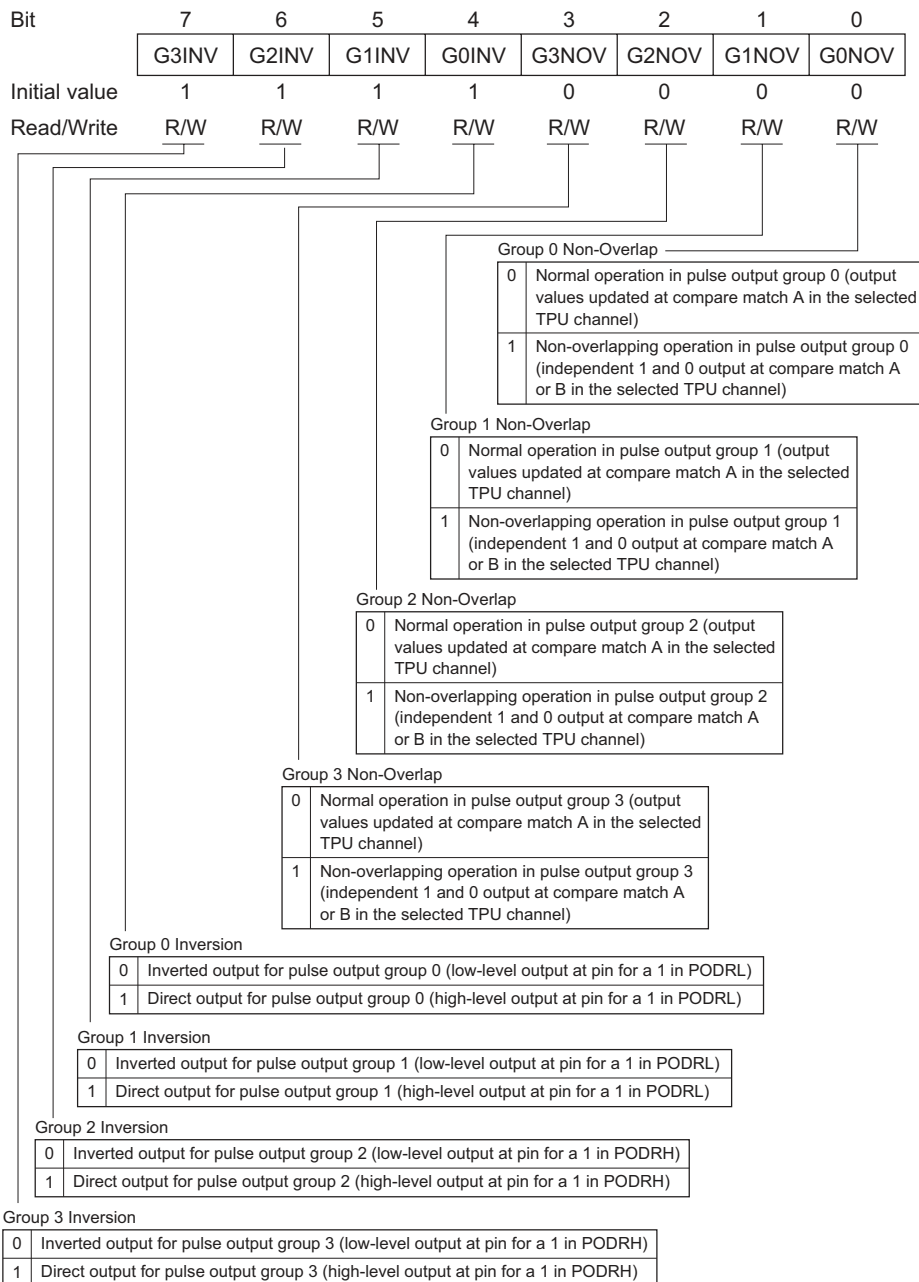 Bit 7 6 5 4 3 2 1 0
G3INV G2INV G1INV G0INV G3NOV G2NOV G1NOV G0NOV
Initial value 1 1 1 1 0 0 0 0
Read/Write R/W R/W R/W R/W R/W R/W R/W R/W
Group 0 Non-Overlap
0 Normal operation in pulse output group 0 (output
values updated at compare match A in the selected
TPU channel)
1 Non-overlapping operation in pulse output group 0
(independent 1 and 0 output at compare match A
or B in the selected TPU channel)
Group 1 Non-Overlap
0 Normal operation in pulse output group 1 (output
values updated at compare match A in the selected
TPU channel)
1 Non-overlapping operation in pulse output group 1
(independent 1 and 0 output at compare match A
or B in the selected TPU channel)
Group 2 Non-Overlap
0 Normal operation in pulse output group 2 (output
values updated at compare match A in the selected
TPU channel)
1 Non-overlapping operation in pulse output group 2
(independent 1 and 0 output at compare match A
or B in the selected TPU channel)
Group 3 Non-Overlap
0 Normal operation in pulse output group 3 (output
values updated at compare match A in the selected
TPU channel)
1 Non-overlapping operation in pulse output group 3
(independent 1 and 0 output at compare match A
or B in the selected TPU channel)
Group 0 Inversion
0 Inverted output for pulse output group 0 (low-level output at pin for a 1 in PODRL)
1 Direct output for pulse output group 0 (high-level output at pin for a 1 in PODRL)
Group 1 Inversion
0 Inverted output for pulse output group 1 (low-level output at pin for a 1 in PODRL)
1 Direct output for pulse output group 1 (high-level output at pin for a 1 in PODRL)
Group 2 Inversion
0 Inverted output for pulse output group 2 (low-level output at pin for a 1 in PODRH)
1 Direct output for pulse output group 2 (high-level output at pin for a 1 in PODRH)
Group 3 Inversion
0 Inverted output for pulse output group 3 (low-level output at pin for a 1 in PODRH)
1 Direct output for pulse output group 3 (high-level output at pin for a 1 in PODRH)